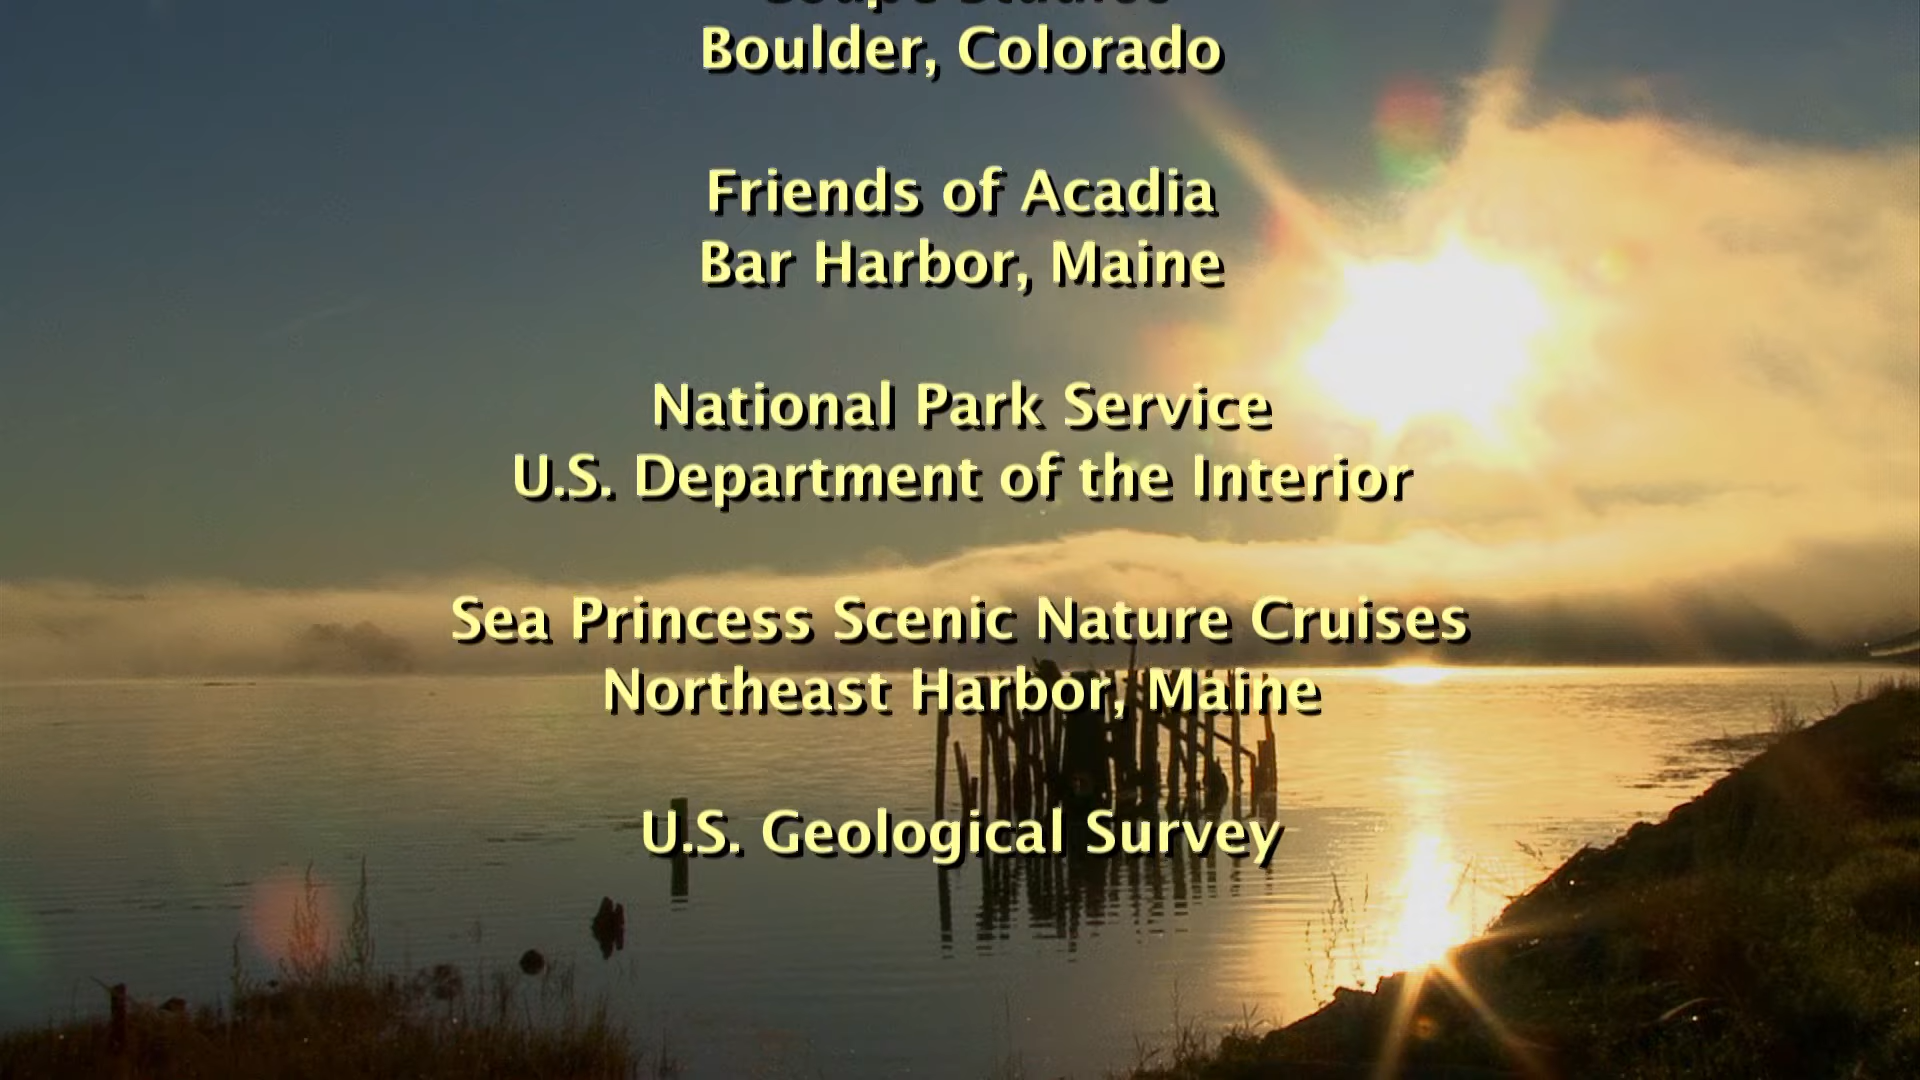 Boulder, Colorado
Friends of Acadia
Bar Harbor, Maine
National Park Service
U.S. Department of the Interior
Sea Princess Scenic Nature Cruises
Northeast Harbor, Maine
U.S. Geological Survey